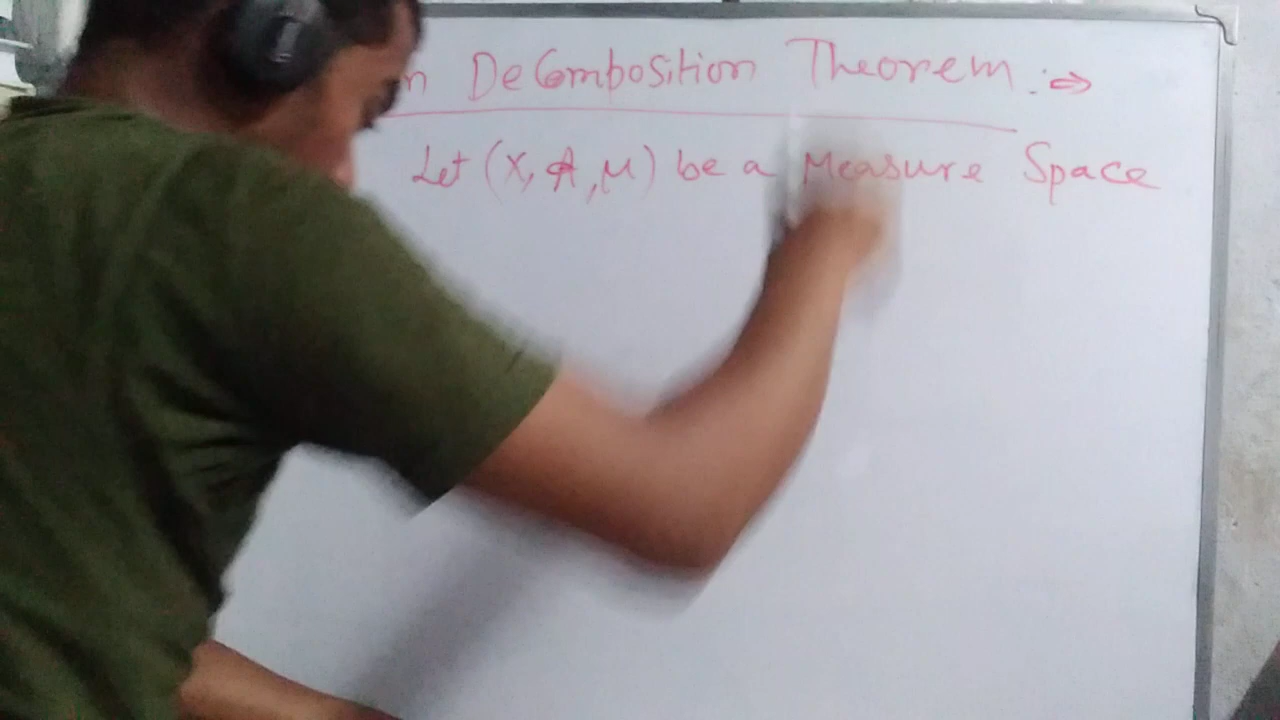 n DeComposition Theorem :⇒
Let (X, A, μ) be a Measure Space